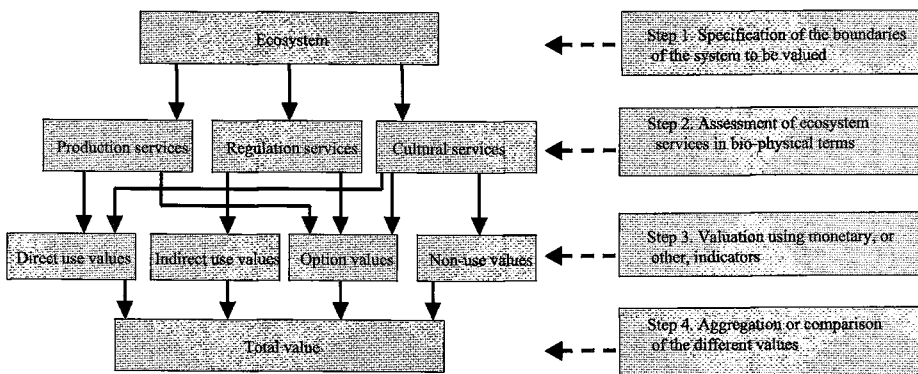 Ecosystem
Step 1. Specification of the boundaries
of the system to be valued
Production services
Regulation services
Cultural services
Step 2. Assessment of ecosystem
services in bio-physical terms
Direct use values
Indirect use values
Option values
Non-use values
Step 3. Valuation using monetary, or
other, indicators
Total value
Step 4. Aggregation or comparison
of the different values